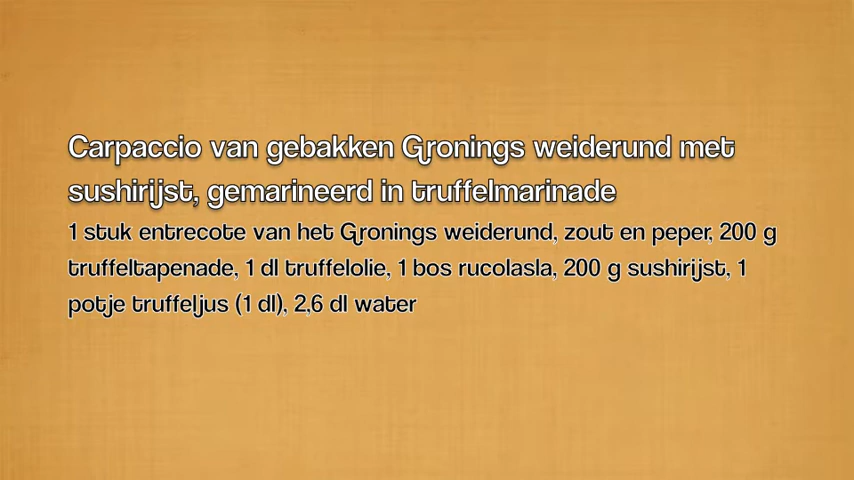 Carpaccio van gebakken Gronings weiderund met
sushirijst, gemarineerd in truffelmarinade
1 stuk entrecote van het Gronings weiderund, zout en peper, 200 g
truffeltapenade, 1 dl truffelolie, 1 bos rucolasla, 200 g sushirijst, 1
potje truffeljus (1 dl), 2,6 dl water